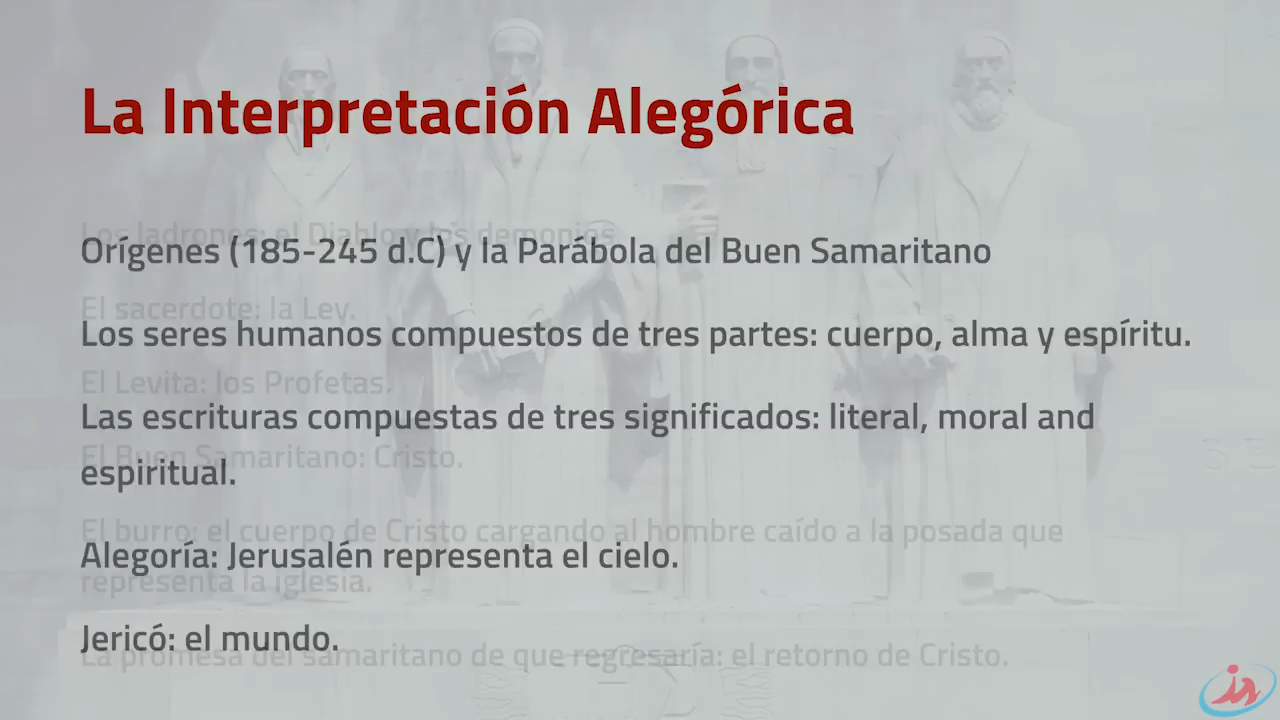 La Interpretación Alegórica
Los ladrones: el Diablo y los demonios
Orígenes (185-245 d.C) y la Parábola del Buen Samaritano
El sacerdote: la Ley.
Los seres humanos compuestos de tres partes: cuerpo, alma y espíritu.
El Levita: los Profetas.
Las escrituras compuestas de tres significados: literal, moral and
El Buen Samaritano: Cristo.
espiritual.
El burro: el cuerpo de Cristo cargando al hombre caído a la posada que
Alegoría: Jerusalén representa el cielo.
representa la iglesia.
Jericó: el mundo.
La promesa del samaritano de que regresaría: el retorno de Cristo.